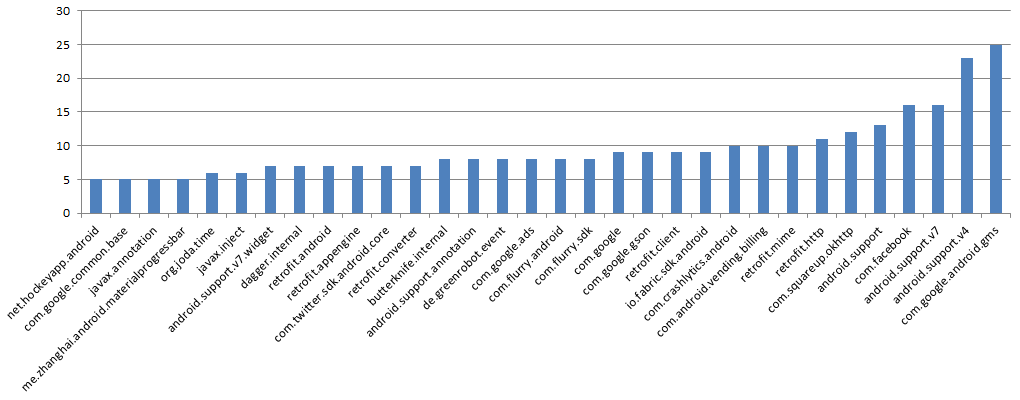 30
25
20
15
10
5
0
net.hockeyapp.android
com.google.common.base
javax.annotation
me.zhanghai.android.materialprogressbar
org.joda.time
javax.inject
android.support.v7.widget
dagger.internal
retrofit.android
retrofit.appengine
com.twitter.sdk.android.core
retrofit.converter
butterknife.internal
android.support.annotation
de.greenrobot.event
com.google.ads
com.flurry.android
com.flurry.sdk
com.google
com.google.gson
retrofit.client
io.fabric.sdk.android
com.crashlytics.android
com.android.vending.billing
retrofit.mime
retrofit.http
com.squareup.okhttp
android.support
com.facebook
android.support.v7
android.support.v4
com.google.android.gms